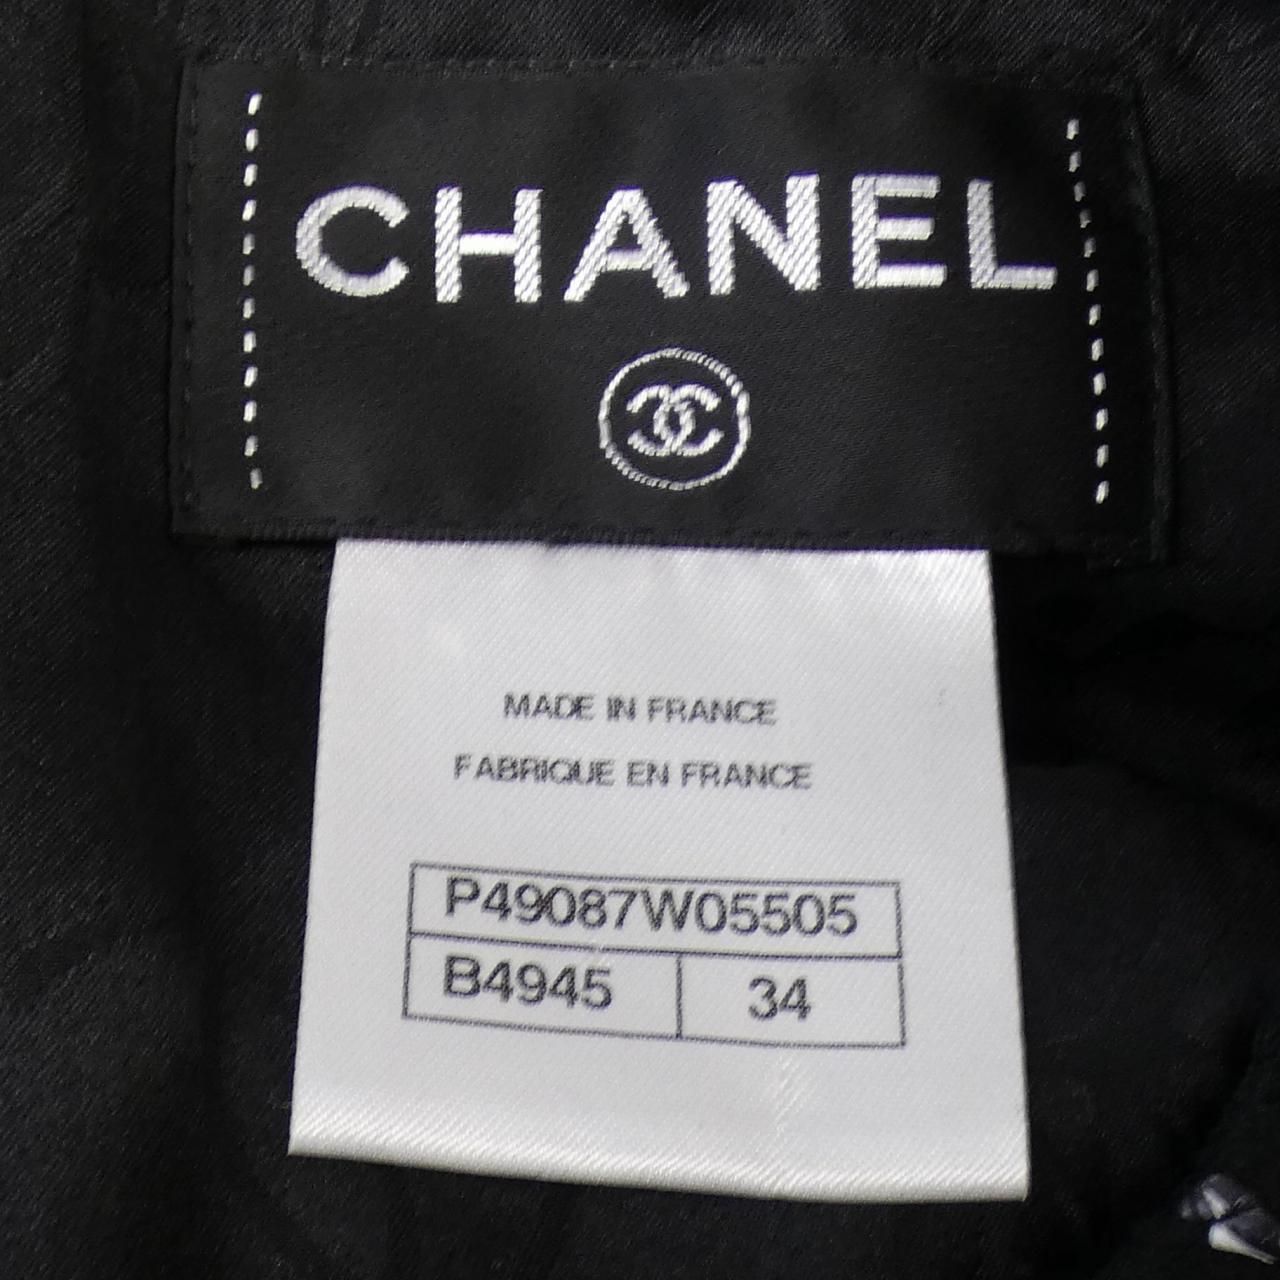 CHANEL
MADE IN FRANCE
FABRIQUE EN FRANCE
P49087W05505
B4945 34